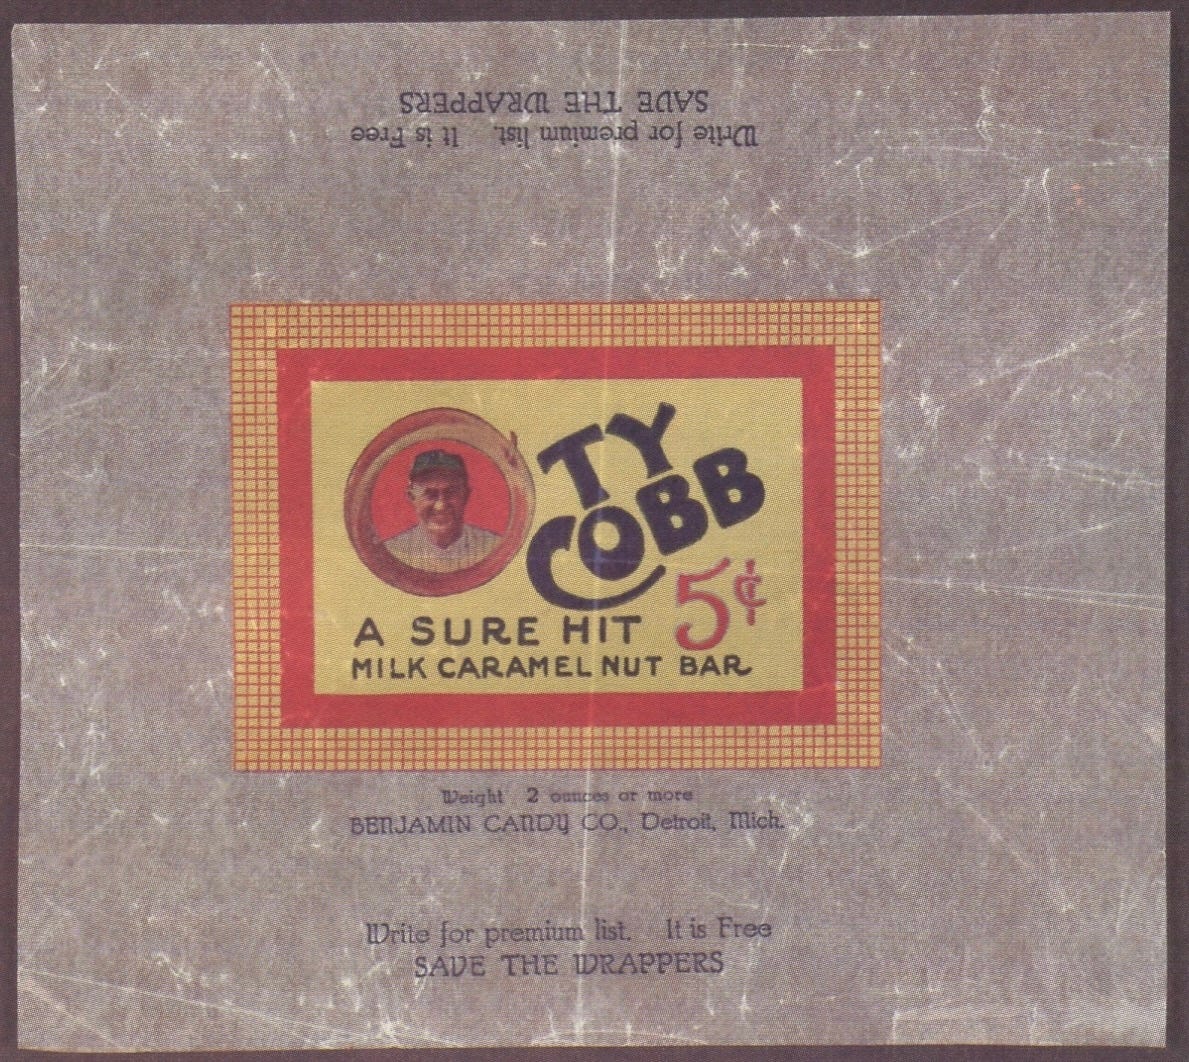 SAVE THE WRAPPERS
Write for premium list. It is Free
TY
COBB
5¢
A SURE HIT
MILK CARAMEL NUT BAR
Weight 2 ounces or more
BENJAMIN CANDY CO., Detroit, Mich.
Write for premium list. It is Free
SAVE THE WRAPPERS